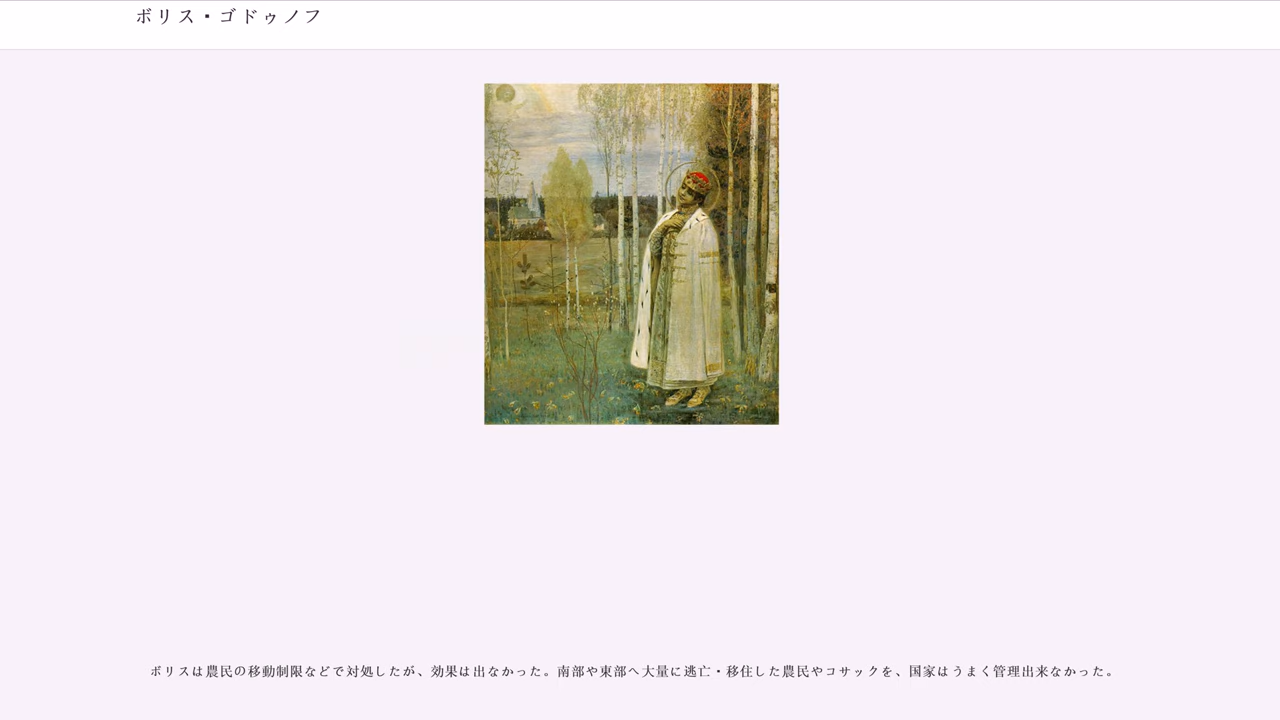 ボリス・ゴドゥノフ
ボリスは農民の移動制限などで対処したが、効果は出なかった。南部や東部へ大量に逃亡・移住した農民やコサックを、国家はうまく管理出来なかった。